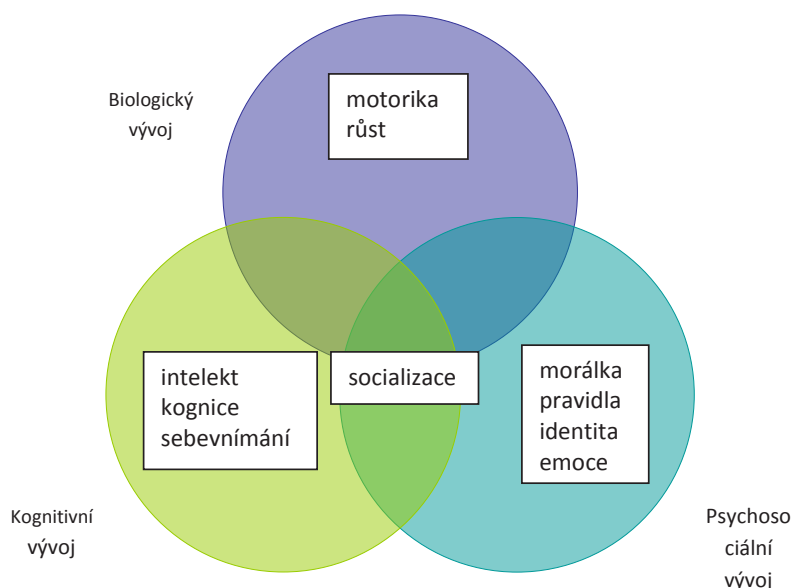 Biologický
vývoj
motorika
růst
intelekt
kognice
sebevnímání
socializace
morálka
pravidla
identita
emoce
Kognitivní
vývoj
Psychoso
ciální
vývoj